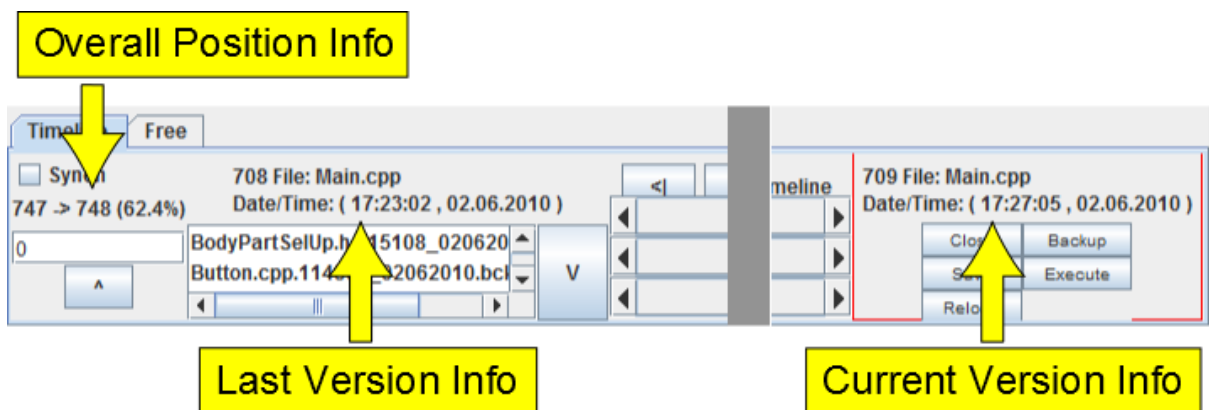 Overall Position Info
Free
708 File: Main.cpp
<|
meline
709 File: Main.cpp
747 -> 748 (62.4%)
Date/Time: ( 17:23:02 , 02.06.2010 )
Date/Time: ( 17:27:05 , 02.06.2010 )
0
Backup
V
Execute
^
Last Version Info
Current Version Info